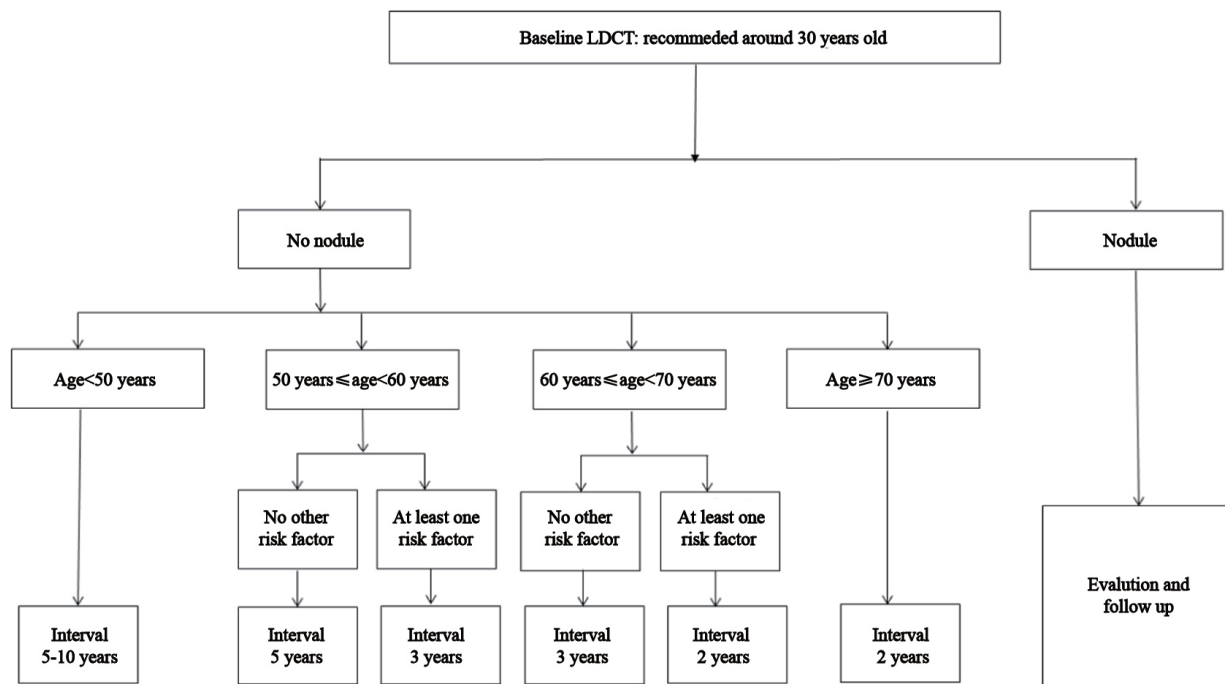 Baseline LDCT: recommeded around 30 years old
No nodule
Nodule
Age<50 years
50 years⩽age<60 years
60 years⩽age<70 years
Age⩾70 years
No other
risk factor
At least one
risk factor
No other
risk factor
At least one
risk factor
Interval
5-10 years
Interval
5 years
Interval
3 years
Interval
3 years
Interval
2 years
Interval
2 years
Evalution and
follow up